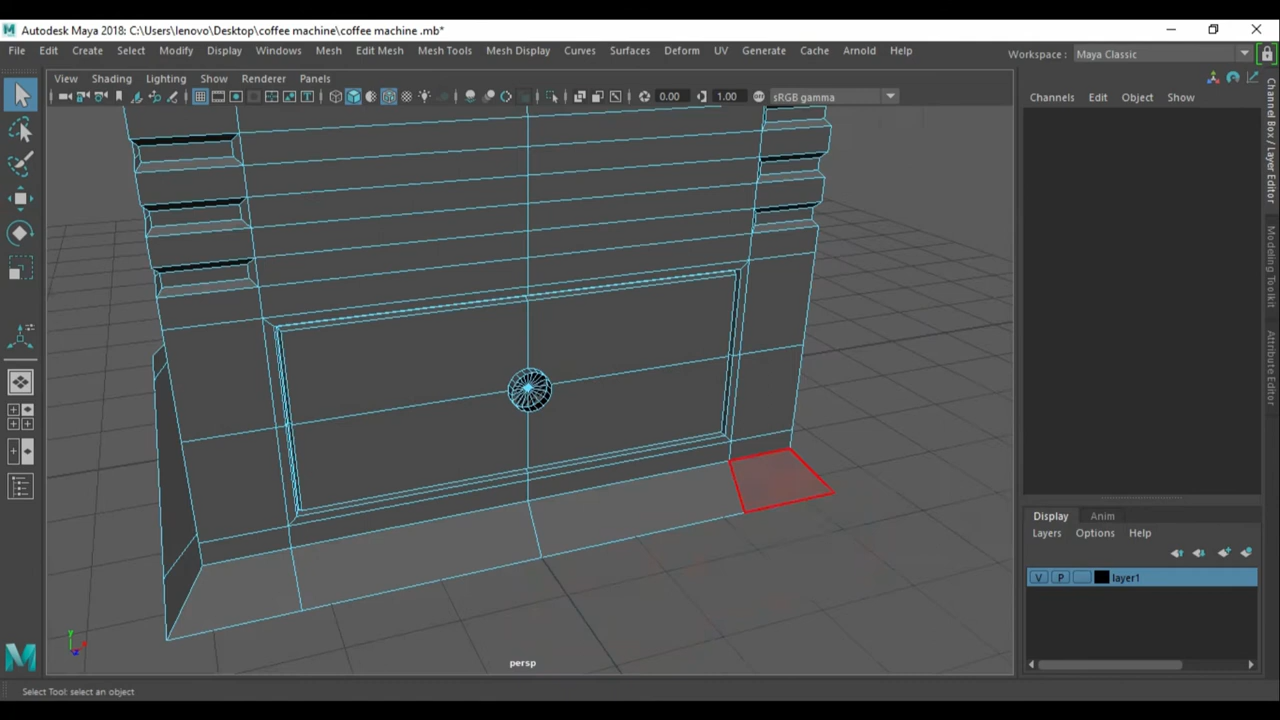 Autodesk Maya 2018: C:\Users\lenovo\Desktop\coffee machine\coffee machine .mb*
File Edit Create Select Modify Display Windows Mesh Edit Mesh Mesh Tools Mesh Display Curves Surfaces Deform UV Generate Cache Arnold Help
Workspace : Maya Classic
View Shading Lighting Show Renderer Panels
0.00 1.00 sRGB gamma
Channels Edit Object Show
Channel Box / Layer Editor
Modeling Toolkit
Attribute Editor
Display Anim
Layers Options Help
V P layer1
persp
Select Tool: select an object